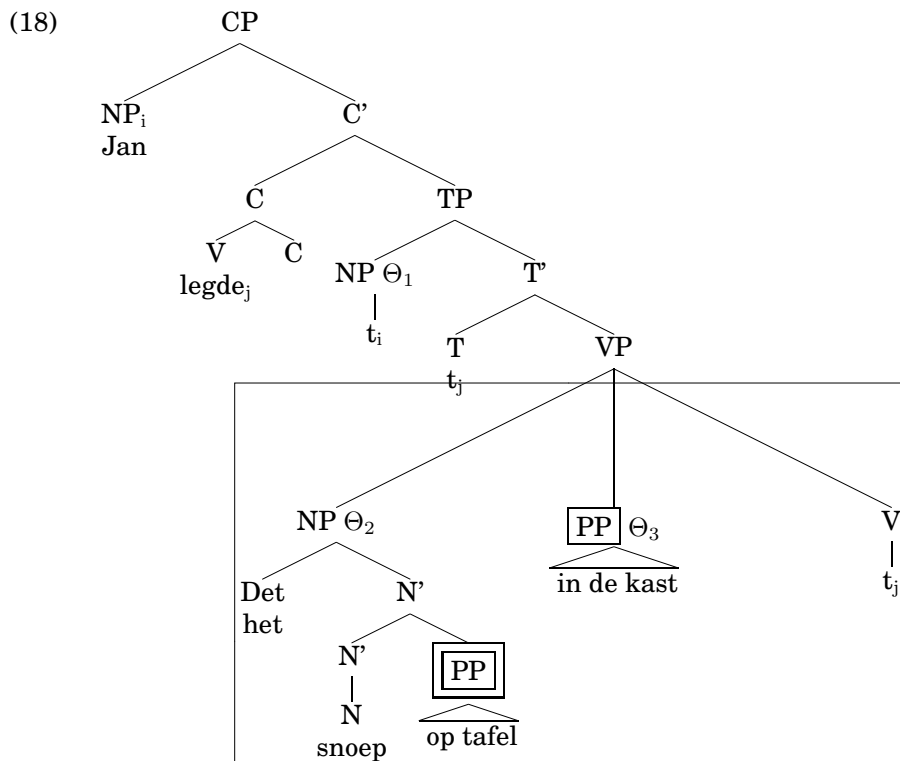 (18) CP
NPi C'
Jan
C TP
V C NP Θ1 T'
legdej
ti T VP
tj
NP Θ2 PP Θ3 V
in de kast tj
Det N'
het
N' PP
N op tafel
snoep